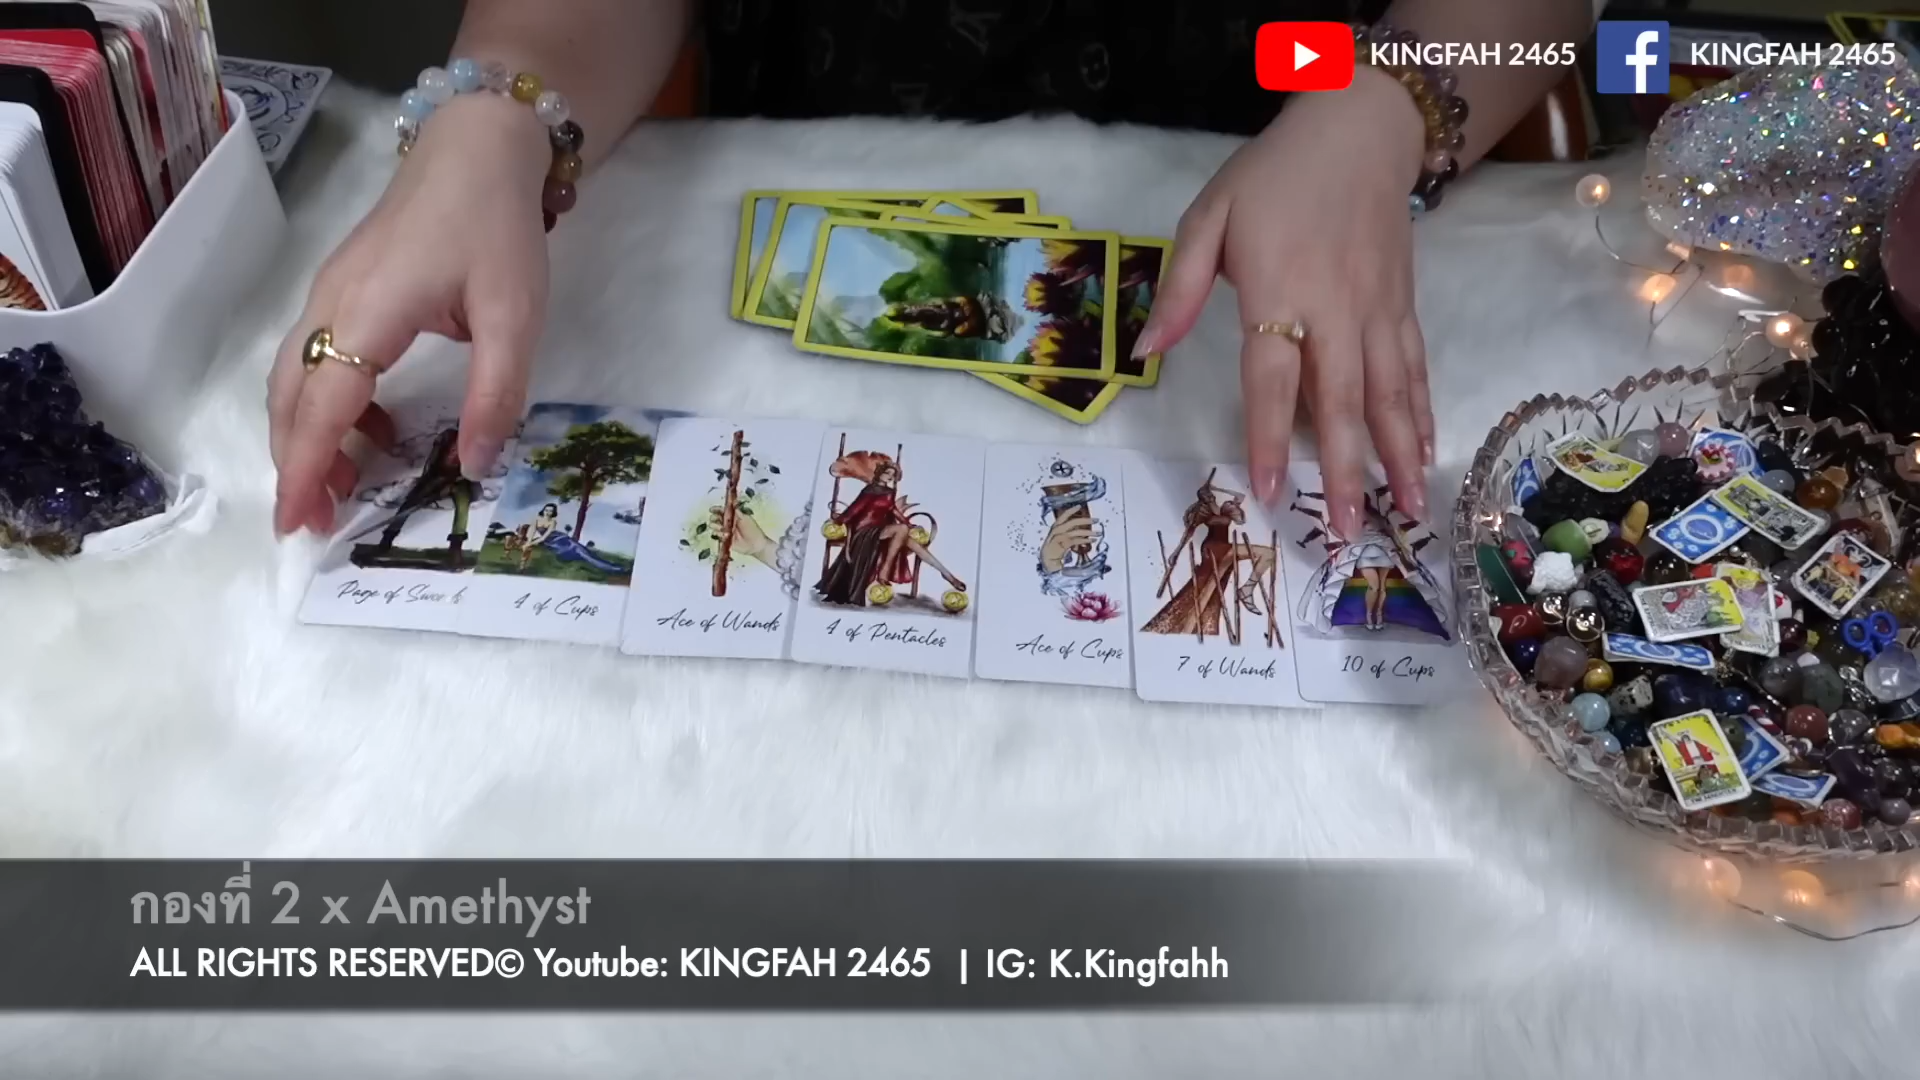 KINGFAH 2465
KINGFAH 2465
Page of Swords
4 of Cups
Ace of Wands
4 of Pentacles
Ace of Cups
7 of Wands
10 of Cups
กองที่ 2 x Amethyst
ALL RIGHTS RESERVED© Youtube: KINGFAH 2465 | IG: K.Kingfahh